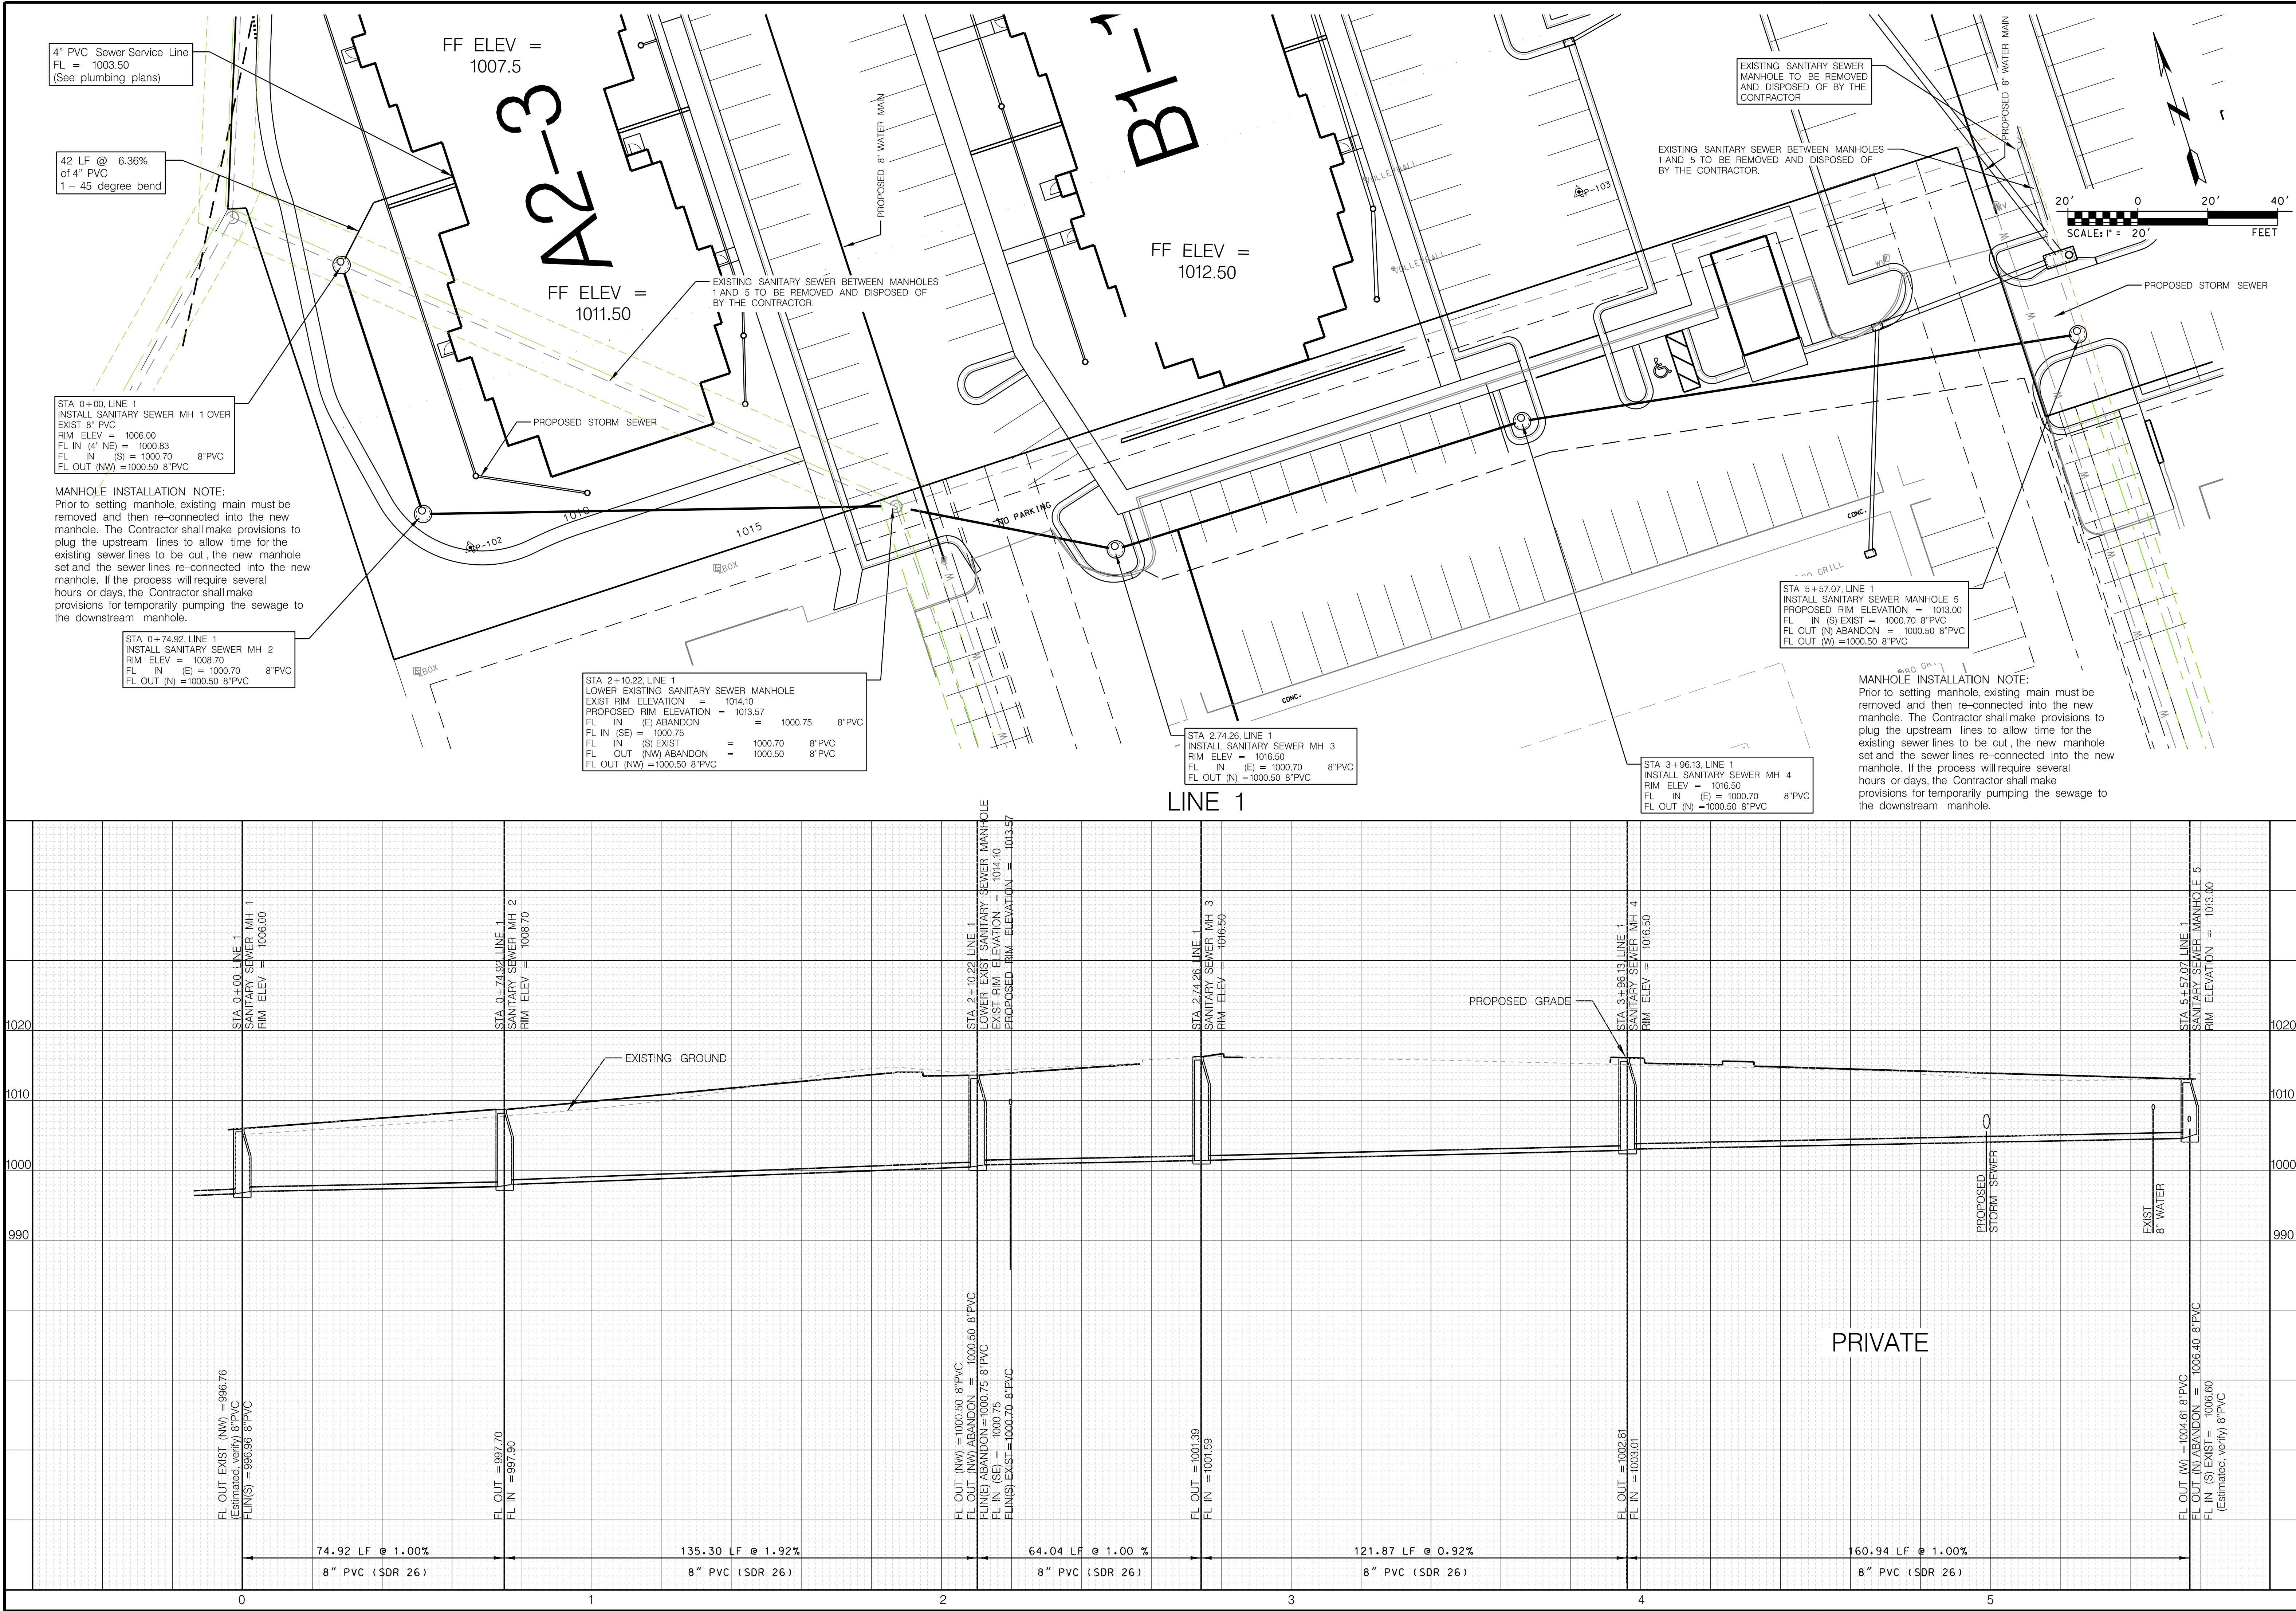 4" PVC Sewer Service Line
FL = 1003.50
(See plumbing plans)
42 LF @ 6.36%
of 4" PVC
1 - 45 degree bend
FF ELEV =
1007.5
A2-3
FF ELEV =
1011.50
PROPOSED 8" WATER MAIN
B1-1
FF ELEV =
1012.50
VOLLEYBALL
VOLLEYBALL
CP-103
EXISTING SANITARY SEWER
MANHOLE TO BE REMOVED
AND DISPOSED OF BY THE
CONTRACTOR
EXISTING SANITARY SEWER BETWEEN MANHOLES
1 AND 5 TO BE REMOVED AND DISPOSED OF
BY THE CONTRACTOR.
PROPOSED 8" WATER MAIN
N
20' 0 20' 40'
SCALE: 1" = 20' FEET
PROPOSED STORM SEWER
EXISTING SANITARY SEWER BETWEEN MANHOLES
1 AND 5 TO BE REMOVED AND DISPOSED OF
BY THE CONTRACTOR.
STA 0+00, LINE 1
INSTALL SANITARY SEWER MH 1 OVER
EXIST 8" PVC
RIM ELEV = 1006.00
FL IN (4" NE) = 1000.83
FL IN (S) = 1000.70 8"PVC
FL OUT (NW) =1000.50 8"PVC
PROPOSED STORM SEWER
MANHOLE INSTALLATION NOTE:
Prior to setting manhole, existing main must be
removed and then re-connected into the new
manhole. The Contractor shall make provisions to
plug the upstream lines to allow time for the
existing sewer lines to be cut , the new manhole
set and the sewer lines re-connected into the new
manhole. If the process will require several
hours or days, the Contractor shall make
provisions for temporarily pumping the sewage to
the downstream manhole.
1010
1015
CP-102
NO PARKING
EBOX
EBOX
CONC.
CONC.
BBQ GRILL
STA 0+74.92, LINE 1
INSTALL SANITARY SEWER MH 2
RIM ELEV = 1008.70
FL IN (E) = 1000.70 8"PVC
FL OUT (N) =1000.50 8"PVC
STA 2+10.22, LINE 1
LOWER EXISTING SANITARY SEWER MANHOLE
EXIST RIM ELEVATION = 1014.10
PROPOSED RIM ELEVATION = 1013.57
FL IN (E) ABANDON = 1000.75 8"PVC
FL IN (SE) = 1000.75
FL IN (S) EXIST = 1000.70 8"PVC
FL OUT (NW) ABANDON = 1000.50 8"PVC
FL OUT (NW) =1000.50 8"PVC
STA 2.74.26, LINE 1
INSTALL SANITARY SEWER MH 3
RIM ELEV = 1016.50
FL IN (E) = 1000.70 8"PVC
FL OUT (N) =1000.50 8"PVC
STA 3+96.13, LINE 1
INSTALL SANITARY SEWER MH 4
RIM ELEV = 1016.50
FL IN (E) = 1000.70 8"PVC
FL OUT (N) =1000.50 8"PVC
STA 5+57.07, LINE 1
INSTALL SANITARY SEWER MANHOLE 5
PROPOSED RIM ELEVATION = 1013.00
FL IN (S) EXIST = 1000.70 8"PVC
FL OUT (N) ABANDON = 1000.50 8"PVC
FL OUT (W) =1000.50 8"PVC
MANHOLE INSTALLATION NOTE:
Prior to setting manhole, existing main must be
removed and then re-connected into the new
manhole. The Contractor shall make provisions to
plug the upstream lines to allow time for the
existing sewer lines to be cut , the new manhole
set and the sewer lines re-connected into the new
manhole. If the process will require several
hours or days, the Contractor shall make
provisions for temporarily pumping the sewage to
the downstream manhole.
LINE 1
STA 0+00, LINE 1
SANITARY SEWER MH 1
RIM ELEV = 1006.00
STA 0+74.92, LINE 1
SANITARY SEWER MH 2
RIM ELEV = 1008.70
STA 2+10.22, LINE 1
LOWER EXIST SANITARY SEWER MANHOLE
EXIST RIM ELEVATION = 1014.10
PROPOSED RIM ELEVATION = 1013.57
STA 2.74.26, LINE 1
SANITARY SEWER MH 3
RIM ELEV = 1016.50
STA 3+96.13, LINE 1
SANITARY SEWER MH 4
RIM ELEV = 1016.50
STA 5+57.07, LINE 1
SANITARY SEWER MANHOLE 5
RIM ELEVATION = 1013.00
1020 1020
1010 1010
1000 1000
990 990
EXISTING GROUND
PROPOSED GRADE
PROPOSED
STORM SEWER
EXIST
8" WATER
PRIVATE
FL OUT EXIST (NW) =996.76
(Estimated, verify) 8"PVC
FLIN(S) =996.96 8"PVC
FL OUT =997.70
FL IN =997.90
FL OUT (NW) =1000.50 8"PVC
FL OUT (NW) ABANDON = 1000.50 8"PVC
FLIN(E) ABANDON =1000.75 8"PVC
FL IN (SE) = 1000.75
FLIN(S) EXIST=1000.70 8"PVC
FL OUT =1001.39
FL IN =1001.59
FL OUT =1002.81
FL IN =1003.01
FL OUT (W) =1004.61 8"PVC
FL OUT (N) ABANDON = 1006.40 8"PVC
FL IN (S) EXIST= 1006.60
(Estimated, verify) 8"PVC
74.92 LF @ 1.00%
8" PVC (SDR 26)
135.30 LF @ 1.92%
8" PVC (SDR 26)
64.04 LF @ 1.00 %
8" PVC (SDR 26)
121.87 LF @ 0.92%
8" PVC (SDR 26)
160.94 LF @ 1.00%
8" PVC (SDR 26)
0 1 2 3 4 5